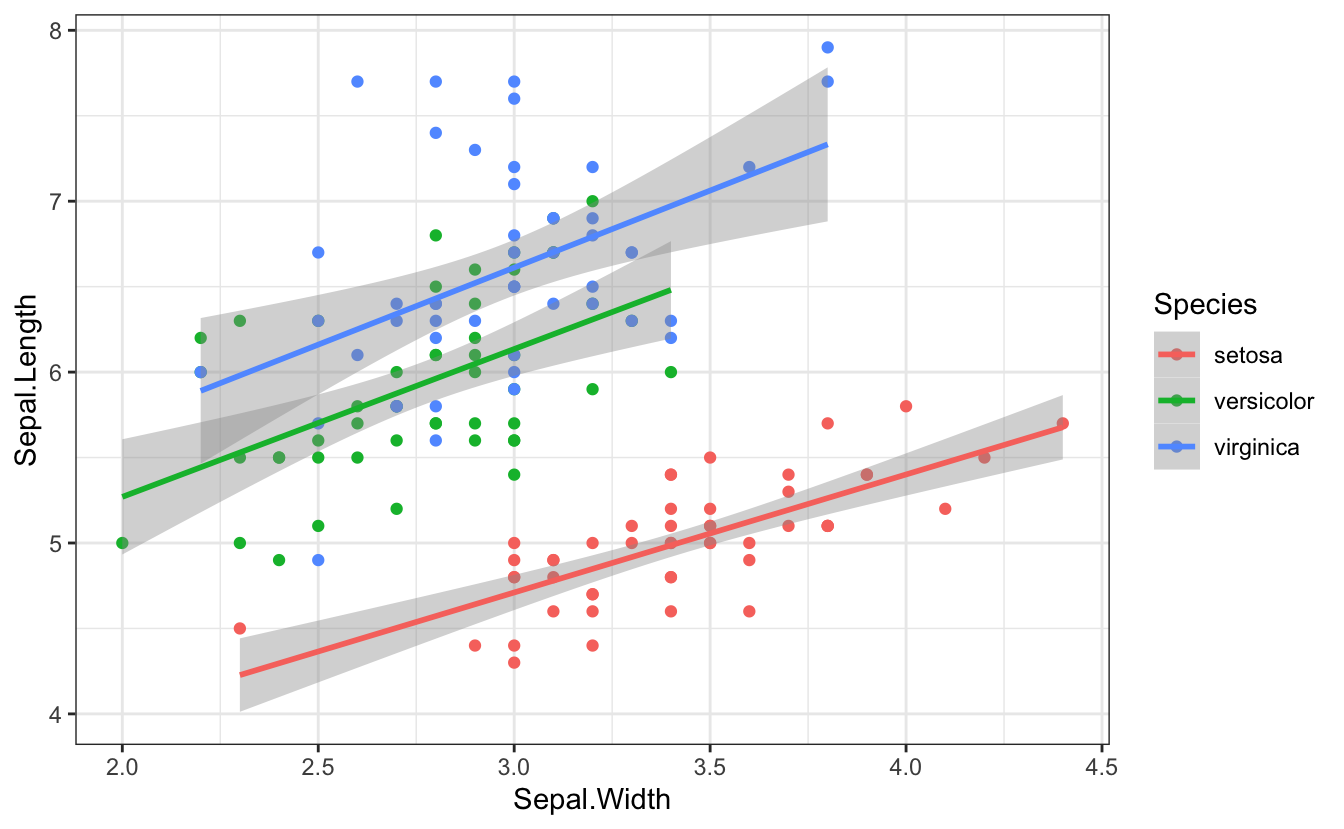 8
7
6
5
4
Sepal.Length
2.0 2.5 3.0 3.5 4.0 4.5
Sepal.Width
Species
setosa
versicolor
virginica